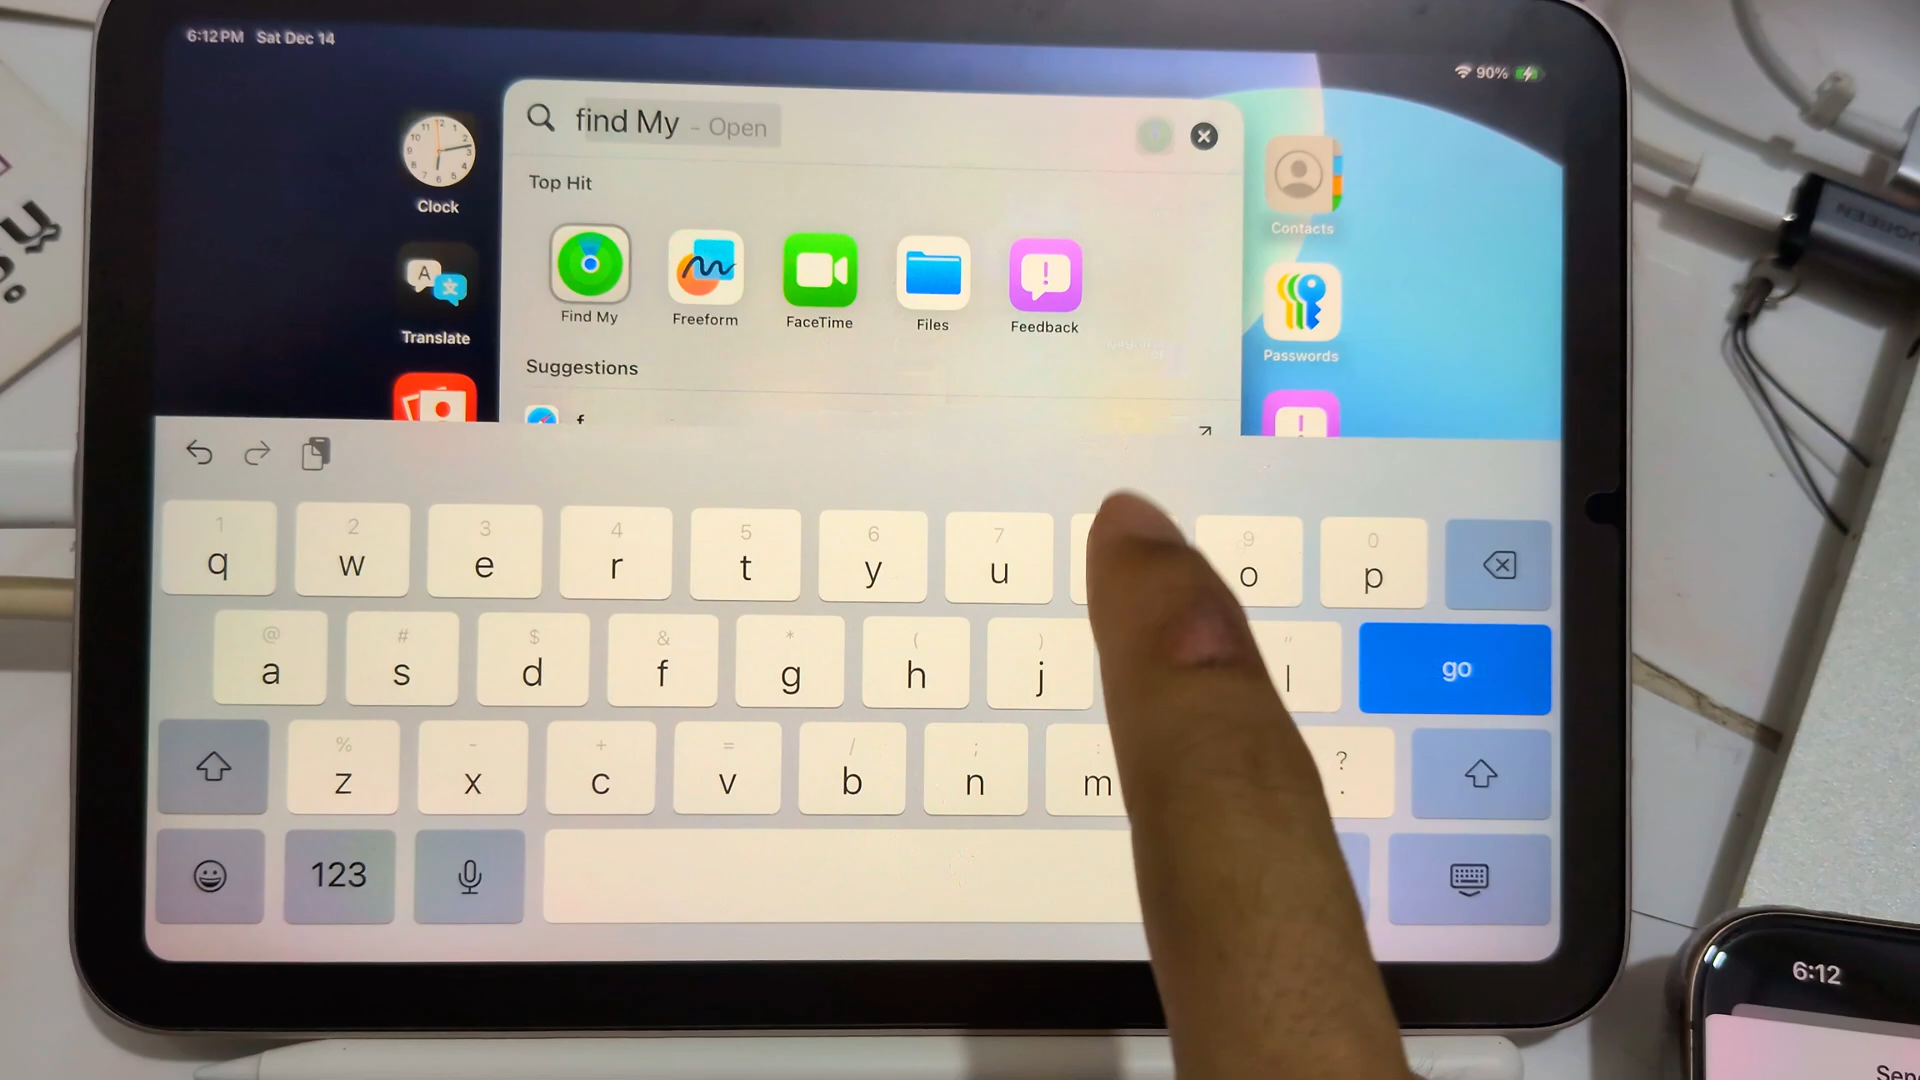 6:12 PM Sat Dec 14
90%
find My - Open
Top Hit
Clock
Find My
Freeform
FaceTime
Files
Feedback
Contacts
Translate
Suggestions
Passwords
f
1 2 3 4 5 6 7 9 0
q w e r t y u o p
@ # $ & * ( ) "
a s d f g h j l go
% - + = / ; : ?
z x c v b n m .
123
UGREEN
6:12